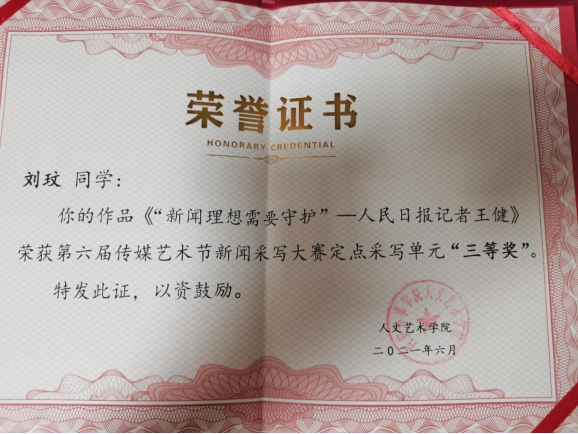 荣誉证书
HONORARY CREDENTIAL
刘玟 同学：
你的作品《“新闻理想需要守护”—人民日报记者王健》
荣获第六届传媒艺术节新闻采写大赛定点采写单元“三等奖”。
特发此证，以资鼓励。
人文艺术学院
二〇二一年六月